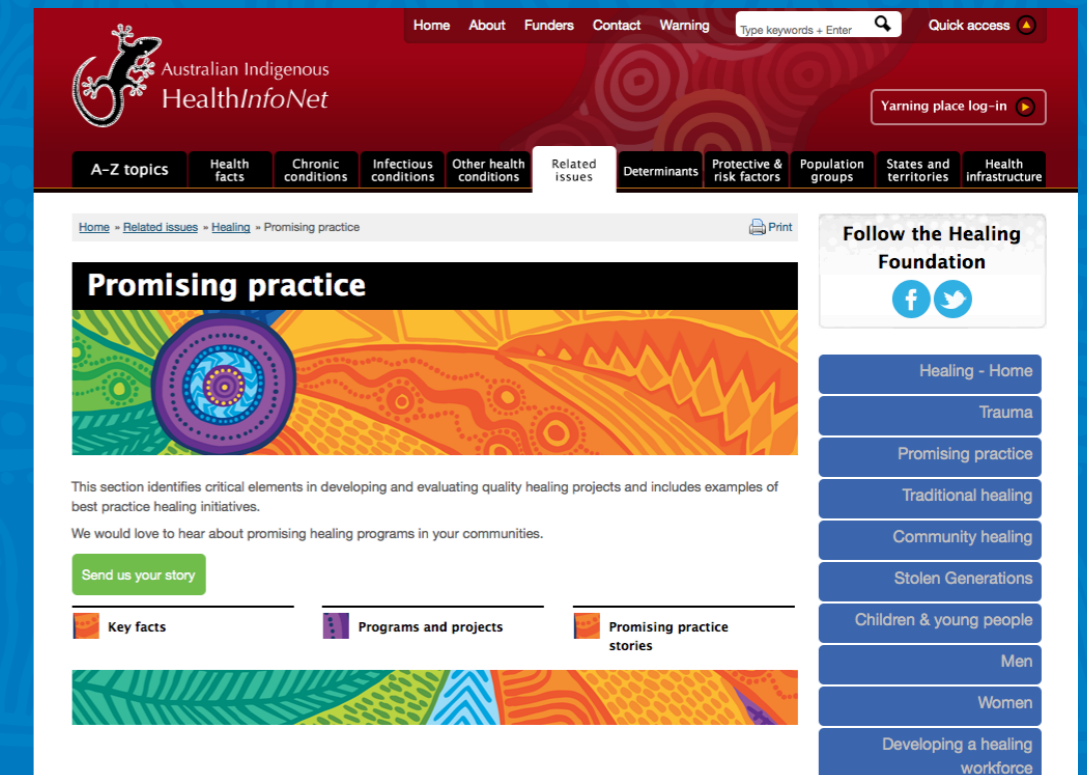 Home About Funders Contact Warning
Type keywords + Enter
Quick access
Australian Indigenous
HealthInfoNet
Yarning place log-in
A–Z topics
Health
facts
Chronic
conditions
Infectious
conditions
Other health
conditions
Related
issues
Determinants
Protective &
risk factors
Population
groups
States and
territories
Health
infrastructure
Home » Related issues » Healing » Promising practice
Print
Promising practice
This section identifies critical elements in developing and evaluating quality healing projects and includes examples of
best practice healing initiatives.
We would love to hear about promising healing programs in your communities.
Send us your story
Key facts
Programs and projects
Promising practice
stories
Follow the Healing
Foundation
Healing - Home
Trauma
Promising practice
Traditional healing
Community healing
Stolen Generations
Children & young people
Men
Women
Developing a healing
workforce